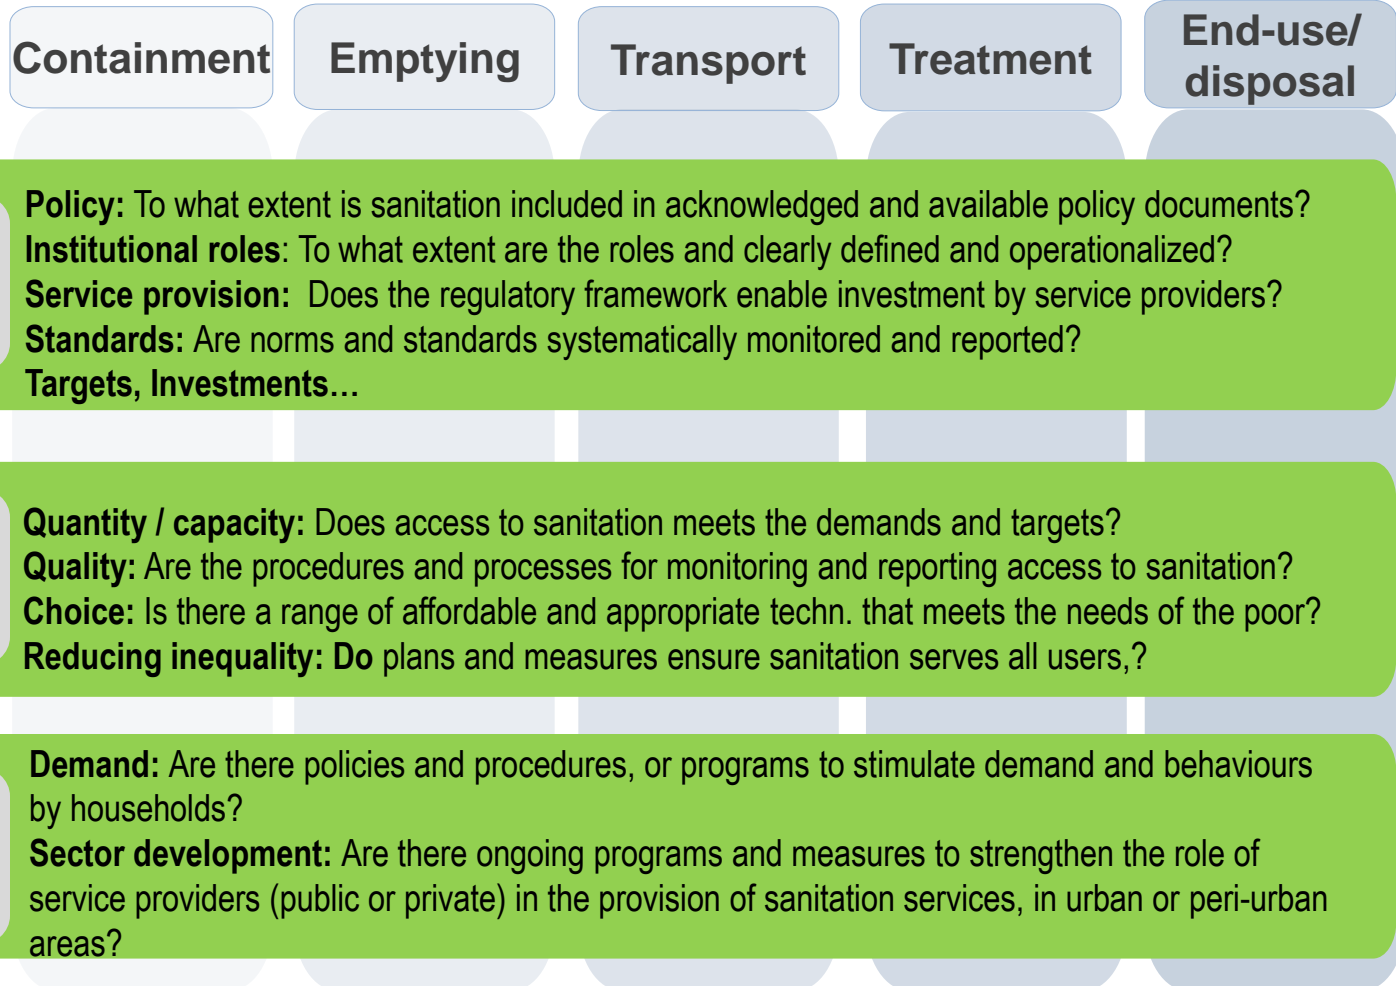 Containment
Emptying
Transport
Treatment
End-use/
disposal
Policy: To what extent is sanitation included in acknowledged and available policy documents?
Institutional roles: To what extent are the roles and clearly defined and operationalized?
Service provision: Does the regulatory framework enable investment by service providers?
Standards: Are norms and standards systematically monitored and reported?
Targets, Investments…
Quantity / capacity: Does access to sanitation meets the demands and targets?
Quality: Are the procedures and processes for monitoring and reporting access to sanitation?
Choice: Is there a range of affordable and appropriate techn. that meets the needs of the poor?
Reducing inequality: Do plans and measures ensure sanitation serves all users,?
Demand: Are there policies and procedures, or programs to stimulate demand and behaviours
by households?
Sector development: Are there ongoing programs and measures to strengthen the role of
service providers (public or private) in the provision of sanitation services, in urban or peri-urban
areas?